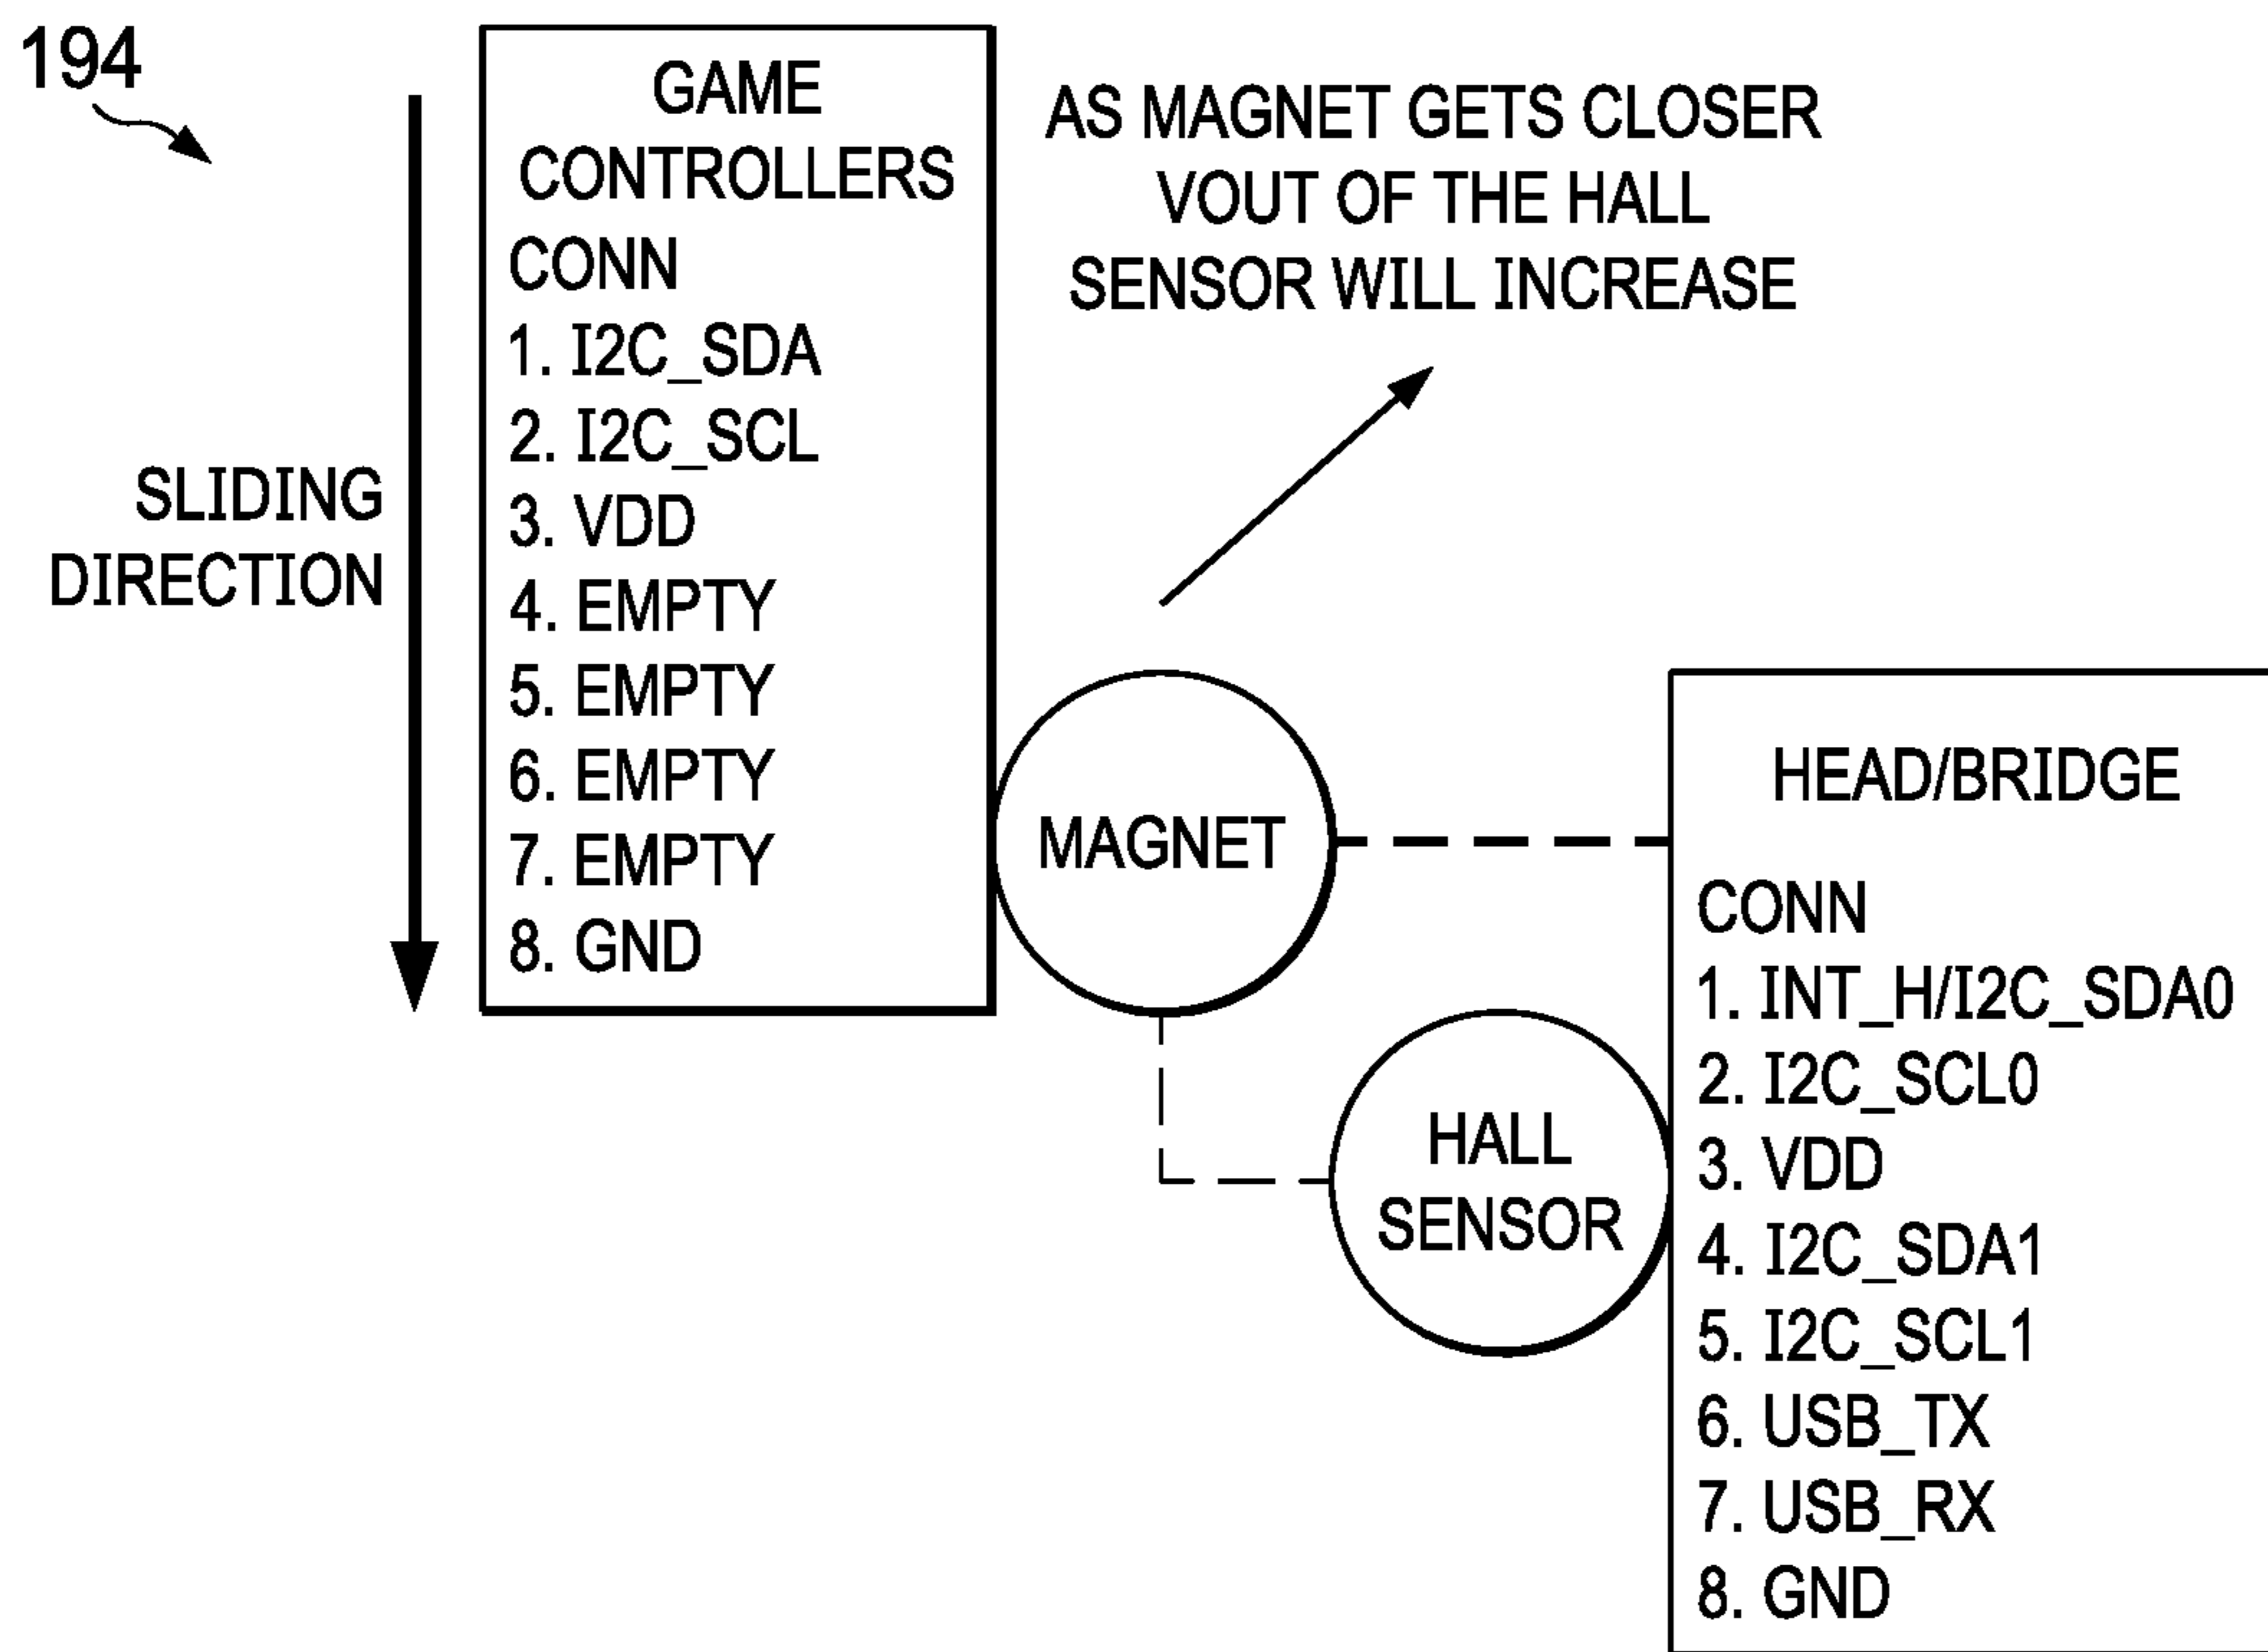 194
GAME
CONTROLLERS
CONN
1. I2C_SDA
2. I2C_SCL
3. VDD
4. EMPTY
5. EMPTY
6. EMPTY
7. EMPTY
8. GND
SLIDING
DIRECTION
AS MAGNET GETS CLOSER
VOUT OF THE HALL
SENSOR WILL INCREASE
MAGNET
HALL
SENSOR
HEAD/BRIDGE
CONN
1. INT_H/I2C_SDA0
2. I2C_SCL0
3. VDD
4. I2C_SDA1
5. I2C_SCL1
6. USB_TX
7. USB_RX
8. GND